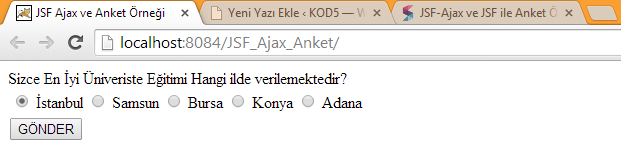 JSF Ajax ve Anket Örneği
Yeni Yazı Ekle ‹ KOD5 — W
JSF-Ajax ve JSF ile Anket Ö
localhost:8084/JSF_Ajax_Anket/
Sizce En İyi Üniveriste Eğitimi Hangi ilde verilemektedir?
İstanbul Samsun Bursa Konya Adana
GÖNDER